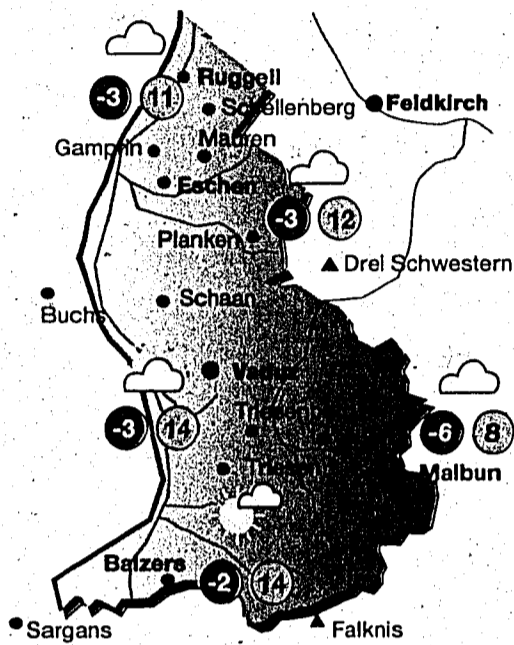 Ruggell
-3 11
Schellenberg
Feldkirch
Gamprin
Mauren
Eschen
-3 12
Planken
Drei Schwestern
Schaan
Buchs
Vaduz
-3 14
-6 8
Triesen
Malbun
Balzers
-2 14
Sargans
Falknis